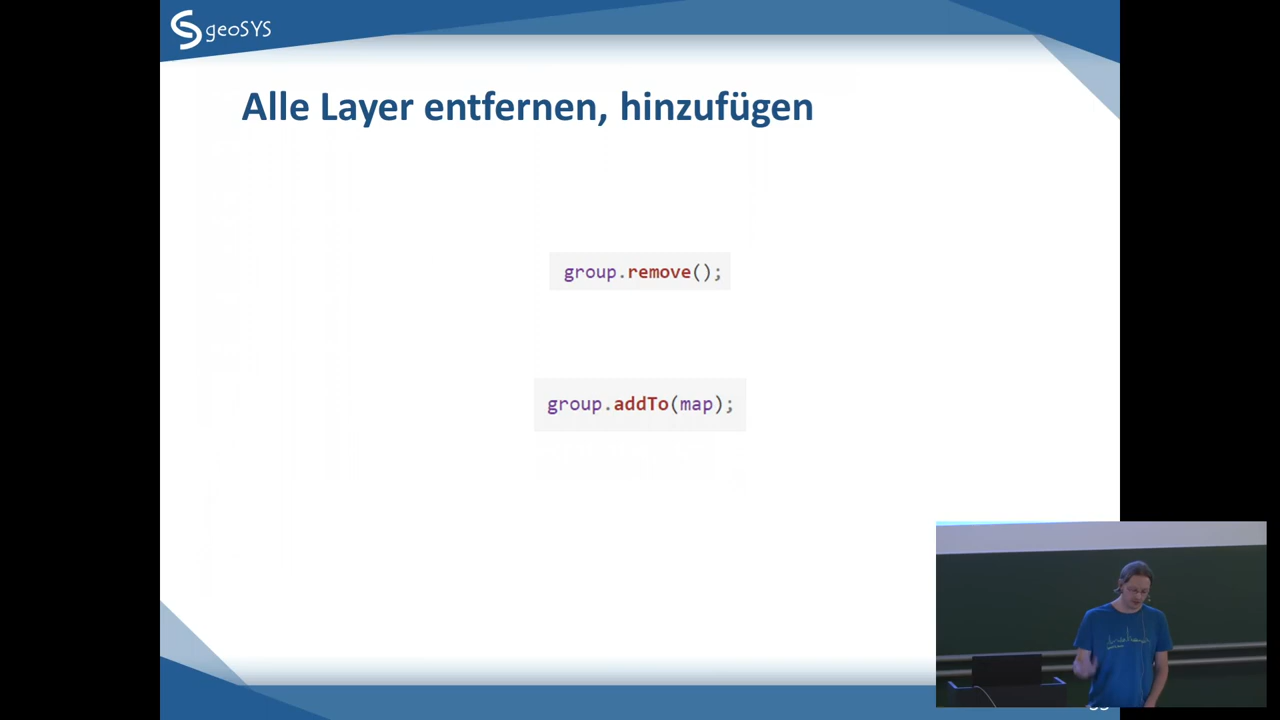 geoSYS
Alle Layer entfernen, hinzufügen
group.remove();
group.addTo(map);